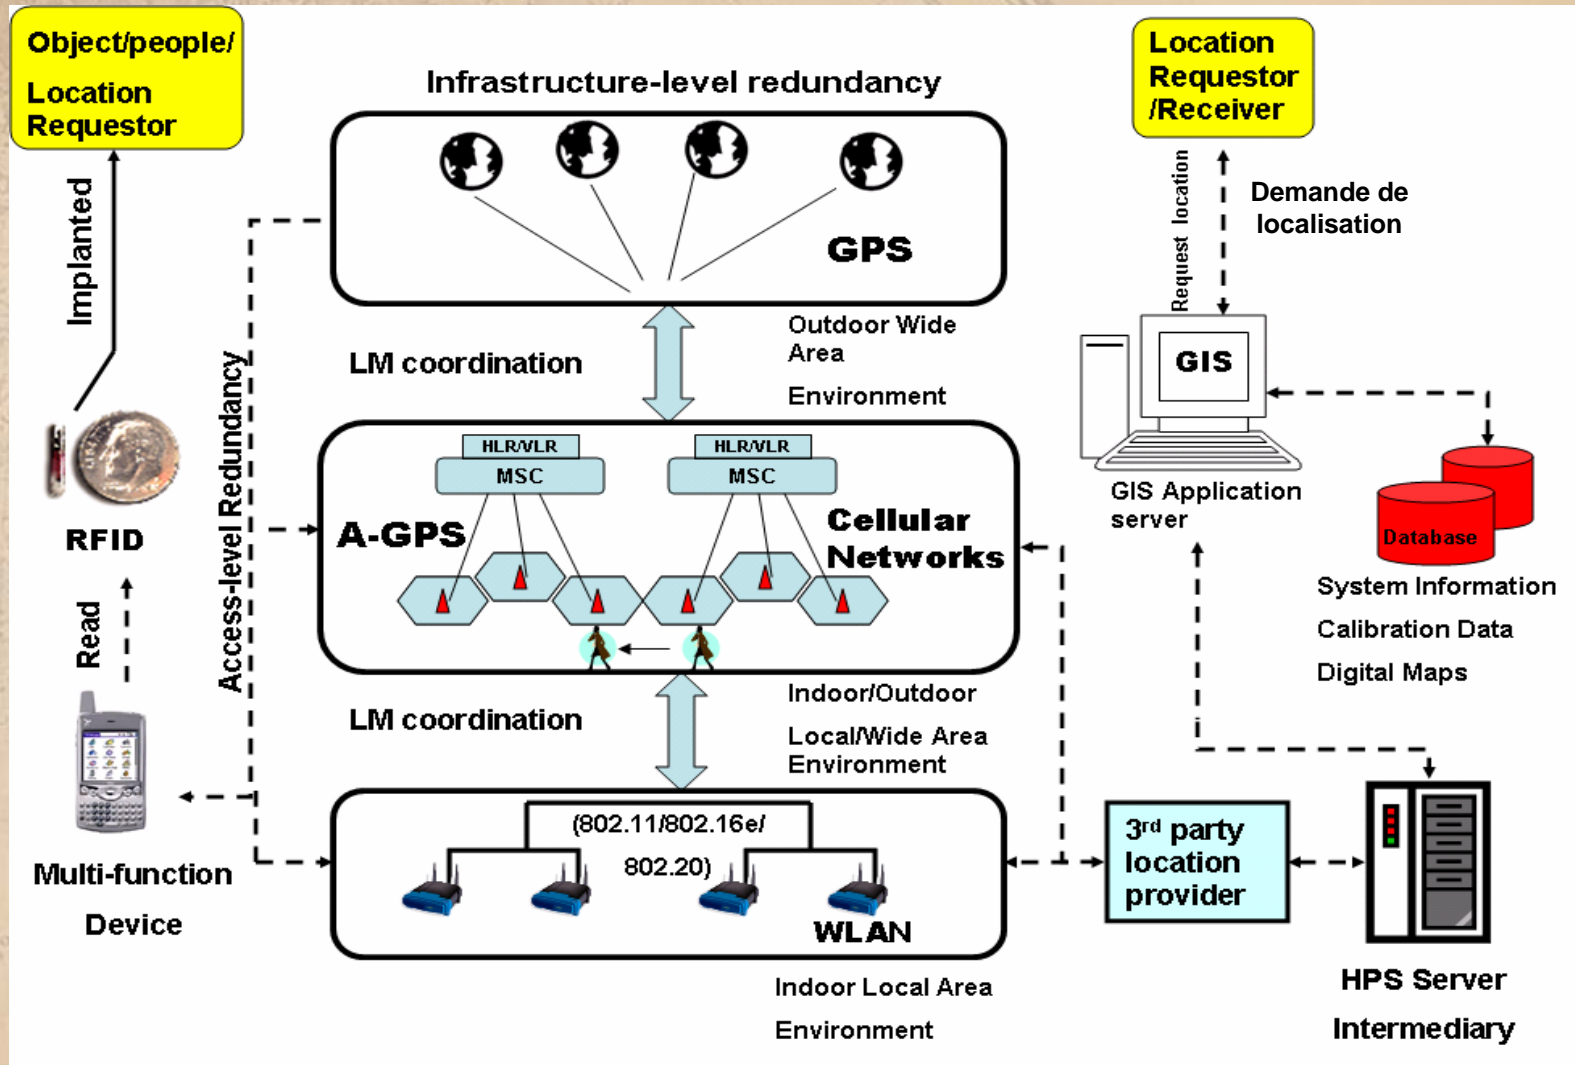 Object/people/
Location
Requestor
Infrastructure-level redundancy
Location
Requestor
/Receiver
Implanted
Request location
Demande de
localisation
GPS
Outdoor Wide
Area
Environment
LM coordination
GIS
HLR/VLR
MSC
HLR/VLR
MSC
GIS Application
server
Access-level Redundancy
A-GPS
Cellular
Networks
RFID
Database
System Information
Calibration Data
Digital Maps
Read
Indoor/Outdoor
Local/Wide Area
Environment
LM coordination
(802.11/802.16e/
802.20)
WLAN
3rd party
location
provider
Multi-function
Device
Indoor Local Area
Environment
HPS Server
Intermediary